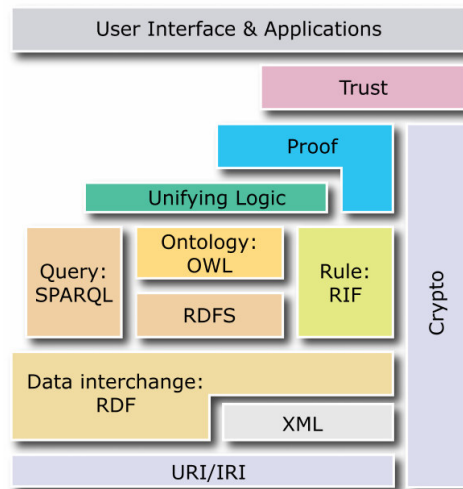 User Interface & Applications
Trust
Proof
Unifying Logic
Ontology:
OWL
Query:
SPARQL
Rule:
RIF
RDFS
Crypto
Data interchange:
RDF
XML
URI/IRI